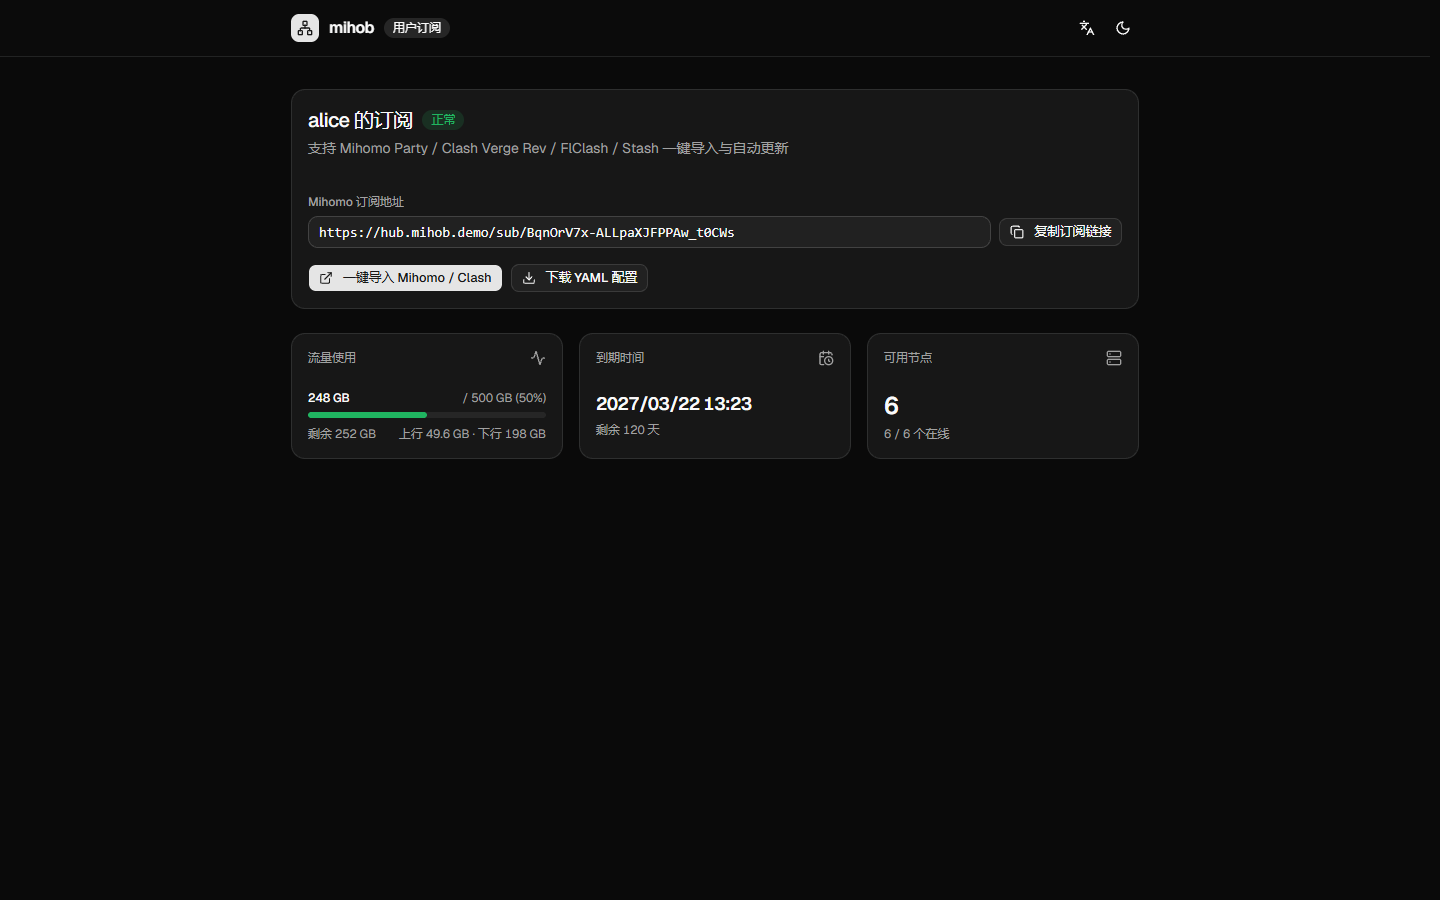 mihob 用户订阅
alice 的订阅 正常
支持 Mihomo Party / Clash Verge Rev / FlClash / Stash 一键导入与自动更新
Mihomo 订阅地址
https://hub.mihob.demo/sub/BqnOrV7x-ALLpaXJFPPAw_t0CWs 复制订阅链接
一键导入 Mihomo / Clash 下载 YAML 配置
流量使用
248 GB / 500 GB (50%)
剩余 252 GB 上行 49.6 GB · 下行 198 GB
到期时间
2027/03/22 13:23
剩余 120 天
可用节点
6
6 / 6 个在线